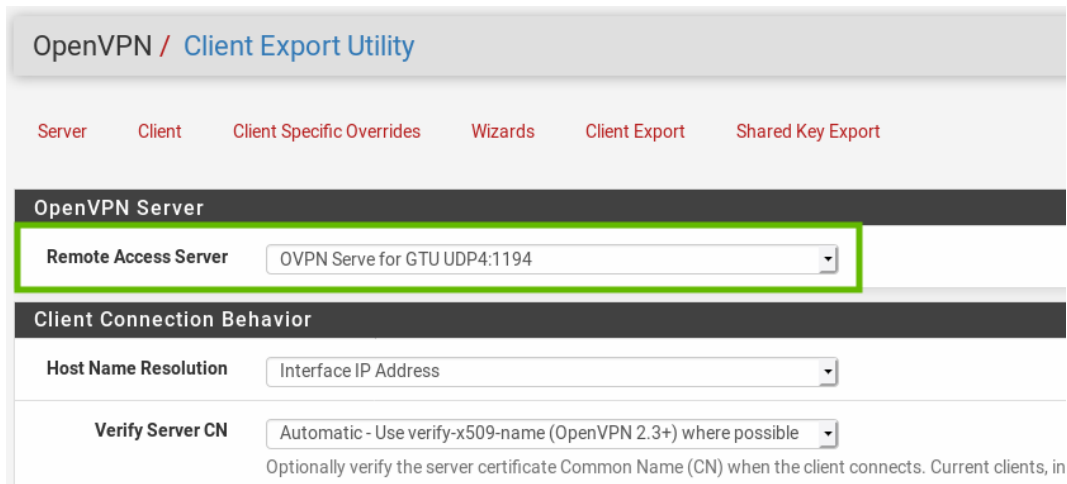 OpenVPN / Client Export Utility
Server Client Client Specific Overrides Wizards Client Export Shared Key Export
OpenVPN Server
Remote Access Server OVPN Serve for GTU UDP4:1194
Client Connection Behavior
Host Name Resolution Interface IP Address
Verify Server CN Automatic - Use verify-x509-name (OpenVPN 2.3+) where possible
Optionally verify the server certificate Common Name (CN) when the client connects. Current clients, in